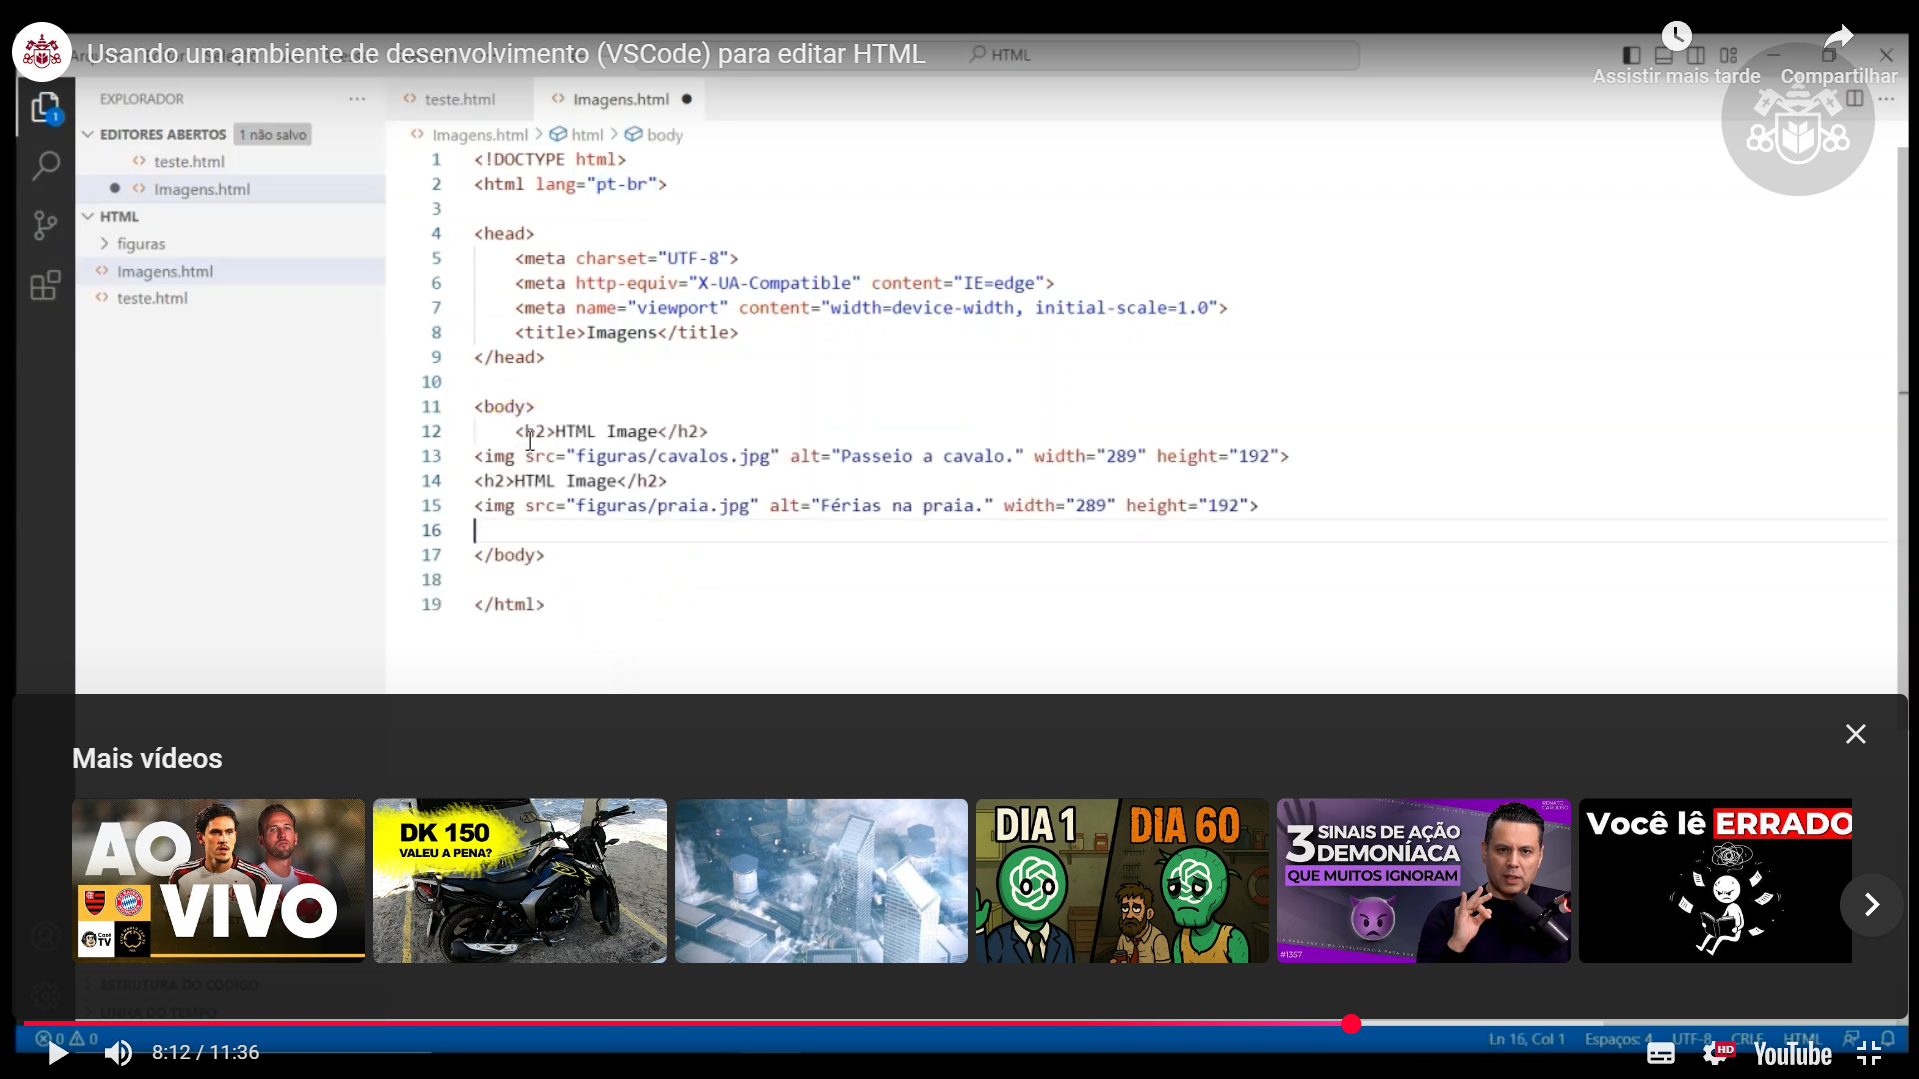 Usando um ambiente de desenvolvimento (VSCode) para editar HTML
HTML
Assistir mais tarde
Compartilhar
EXPLORADOR
teste.html
Imagens.html
EDITORES ABERTOS
1 não salvo
teste.html
Imagens.html
HTML
figuras
Imagens.html
teste.html
1
Imagens.html > html > body
1 <!DOCTYPE html>
2 <html lang="pt-br">
3
4 <head>
5 <meta charset="UTF-8">
6 <meta http-equiv="X-UA-Compatible" content="IE=edge">
7 <meta name="viewport" content="width=device-width, initial-scale=1.0">
8 <title>Imagens</title>
9 </head>
10
11 <body>
12 <h2>HTML Image</h2>
13 <img src="figuras/cavalos.jpg" alt="Passeio a cavalo." width="289" height="192">
14 <h2>HTML Image</h2>
15 <img src="figuras/praia.jpg" alt="Férias na praia." width="289" height="192">
16
17 </body>
18
19 </html>
Mais vídeos
AO
VIVO
CazéTV
DK 150
VALEU A PENA?
DIA 1
DIA 60
3 SINAIS DE AÇÃO
DEMONÍACA
QUE MUITOS IGNORAM
#1357
Você lê ERRADO
ESTRUTURA DO CÓDIGO
LINHA DO TEMPO
0 0
Ln 16, Col 1
Espaços: 4
UTF-8
CRLF
HTML
8:12 / 11:36
HD
YouTube